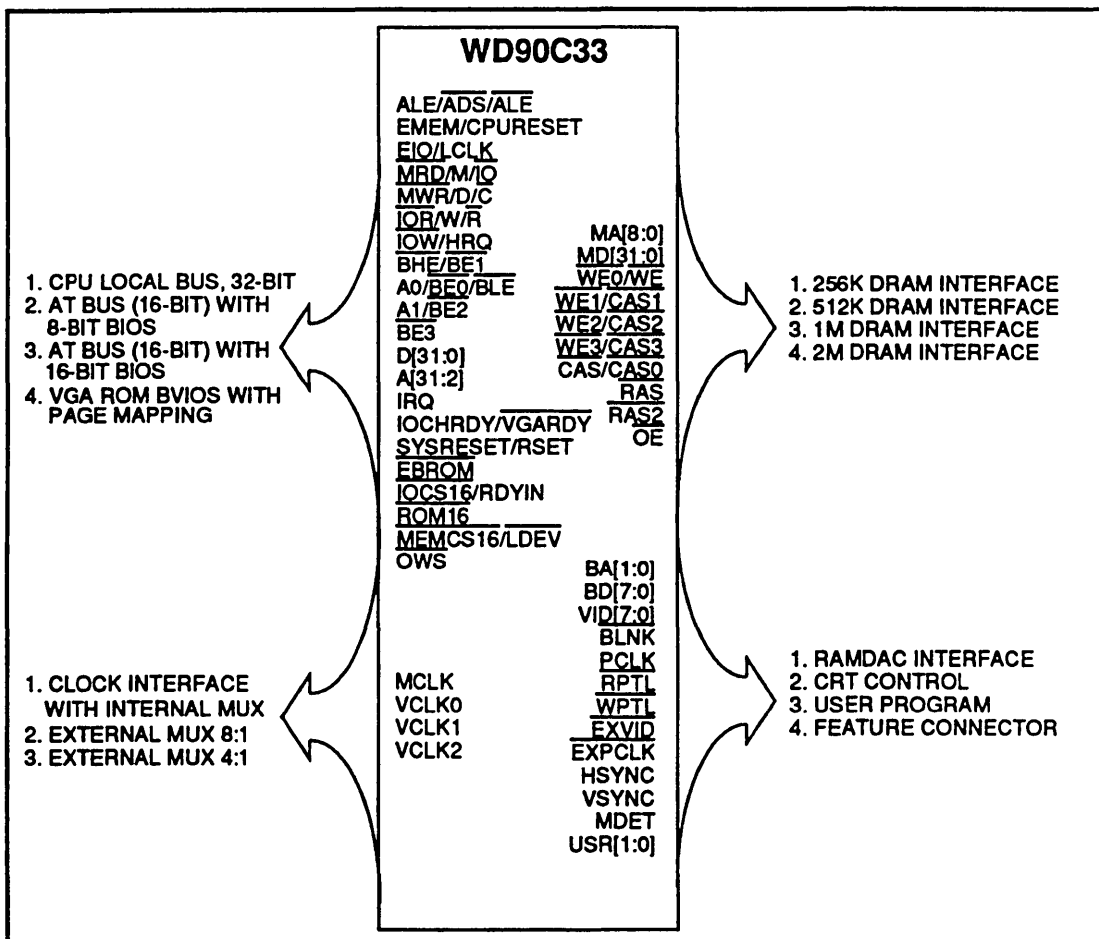 WD90C33
ALE/ADS/ALE
EMEM/CPURESET
EIO/LCLK
MRD/M/IO
MWR/D/C
IOR/W/R
IOW/HRQ
BHE/BE1
A0/BE0/BLE
A1/BE2
BE3
D[31:0]
A[31:2]
IRQ
IOCHRDY/VGARDY
SYSRESET/RSET
EBROM
IOCS16/RDYIN
ROM16
MEMCS16/LDEV
OWS
MA[8:0]
MD[31:0]
WE0/WE
WE1/CAS1
WE2/CAS2
WE3/CAS3
CAS/CAS0
RAS
RAS2
OE
1. CPU LOCAL BUS, 32-BIT
2. AT BUS (16-BIT) WITH
8-BIT BIOS
3. AT BUS (16-BIT) WITH
16-BIT BIOS
4. VGA ROM BVIOS WITH
PAGE MAPPING
1. 256K DRAM INTERFACE
2. 512K DRAM INTERFACE
3. 1M DRAM INTERFACE
4. 2M DRAM INTERFACE
BA[1:0]
BD[7:0]
VID[7:0]
BLNK
PCLK
RPTL
WPTL
EXVID
EXPCLK
HSYNC
VSYNC
MDET
USR[1:0]
MCLK
VCLK0
VCLK1
VCLK2
1. CLOCK INTERFACE
WITH INTERNAL MUX
2. EXTERNAL MUX 8:1
3. EXTERNAL MUX 4:1
1. RAMDAC INTERFACE
2. CRT CONTROL
3. USER PROGRAM
4. FEATURE CONNECTOR